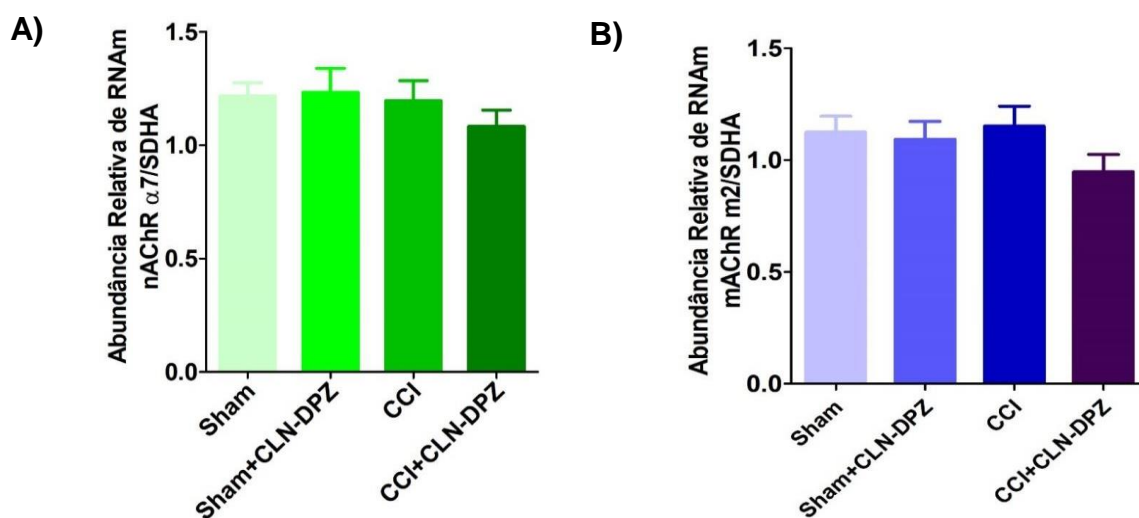 A)
Abundância Relativa de RNAm
nAChR α7/SDHA
1.5
1.0
0.5
0.0
Sham
Sham+CLN-DPZ
CCI
CCI+CLN-DPZ
B)
Abundância Relativa de RNAm
mAChR m2/SDHA
1.5
1.0
0.5
0.0
Sham
Sham+CLN-DPZ
CCI
CCI+CLN-DPZ